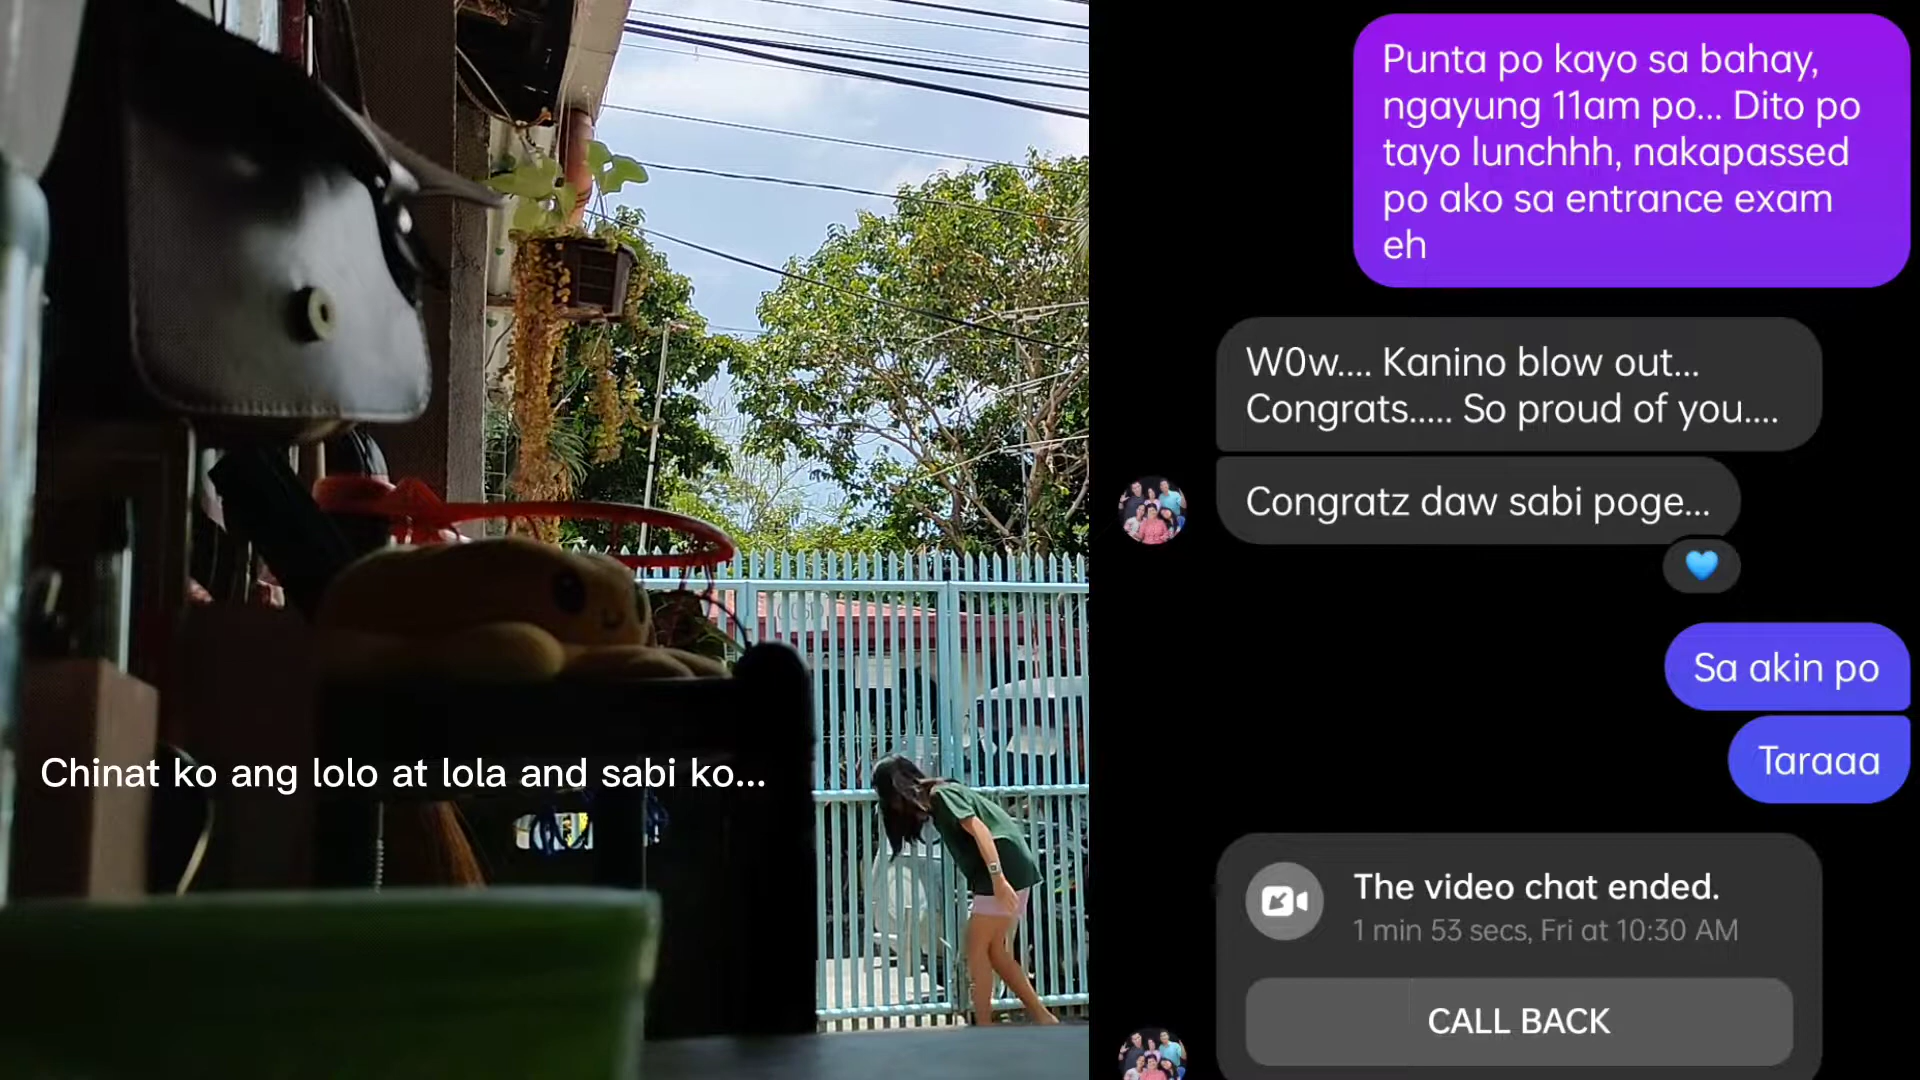 Chinat ko ang lolo at lola and sabi ko...
Punta po kayo sa bahay,
ngayung 11am po... Dito po
tayo lunchhh, nakapassed
po ako sa entrance exam
eh
W0w.... Kanino blow out...
Congrats..... So proud of you....
Congratz daw sabi poge...
Sa akin po
Taraaa
The video chat ended.
1 min 53 secs, Fri at 10:30 AM
CALL BACK